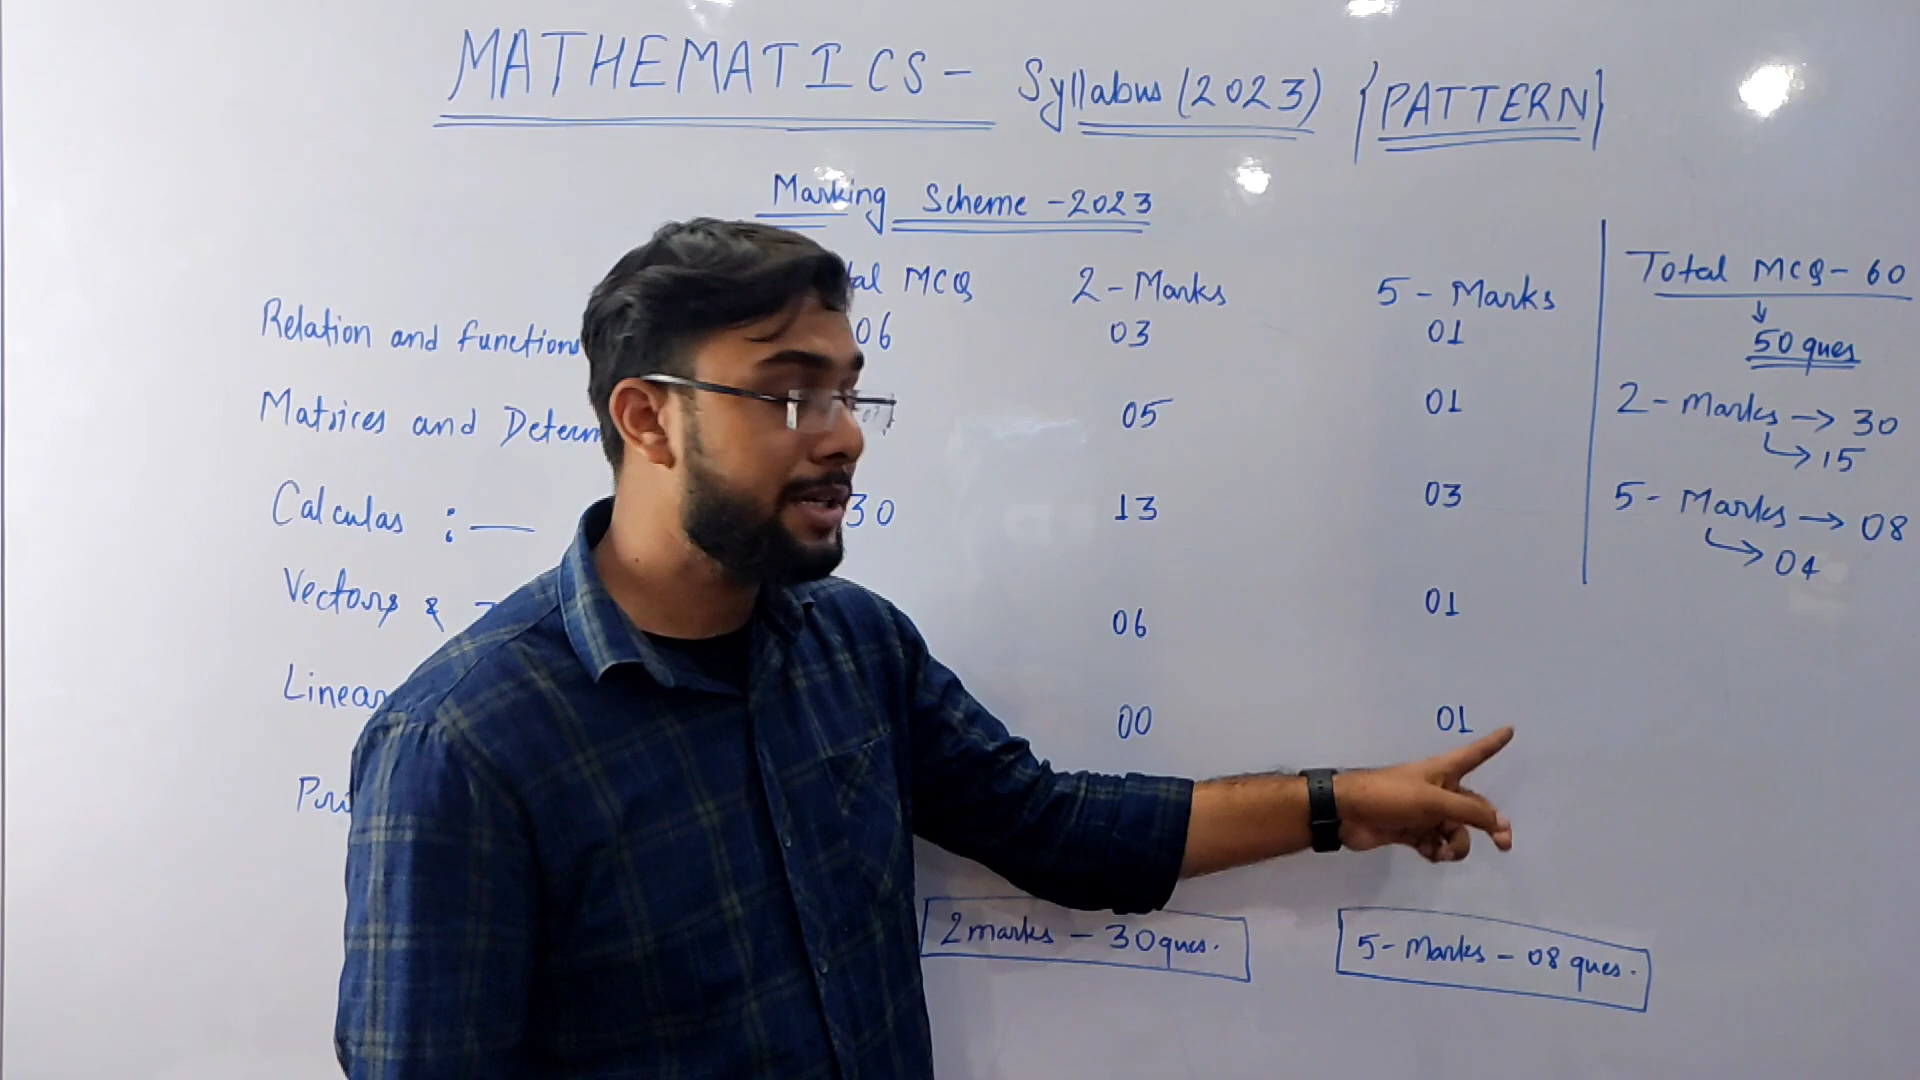 MATHEMATICS - Syllabus (2023) {PATTERN}
Marking Scheme - 2023
MCQ 2 - Marks 5 - Marks
Relation and functions 06 03 01
Matrices and 05 01
Calculas :— 30 13 03
Vectors & 06 01
Linear 00 01
2 marks - 30 ques.
5 - Marks - 08 ques.
Total MCQ - 60
↓
50 ques
2 - Marks → 30
↳ 15
5 - Marks → 08
↳ 04